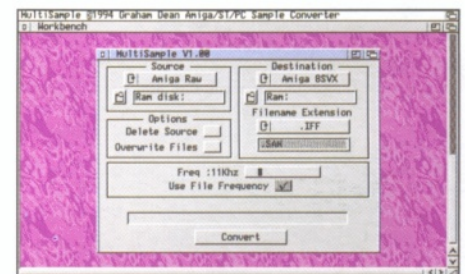 MultiSample ©1994 Graham Dean Amiga/ST/PC Sample Converter
Workbench
MultiSample V1.00
Source
Amiga Raw
Ram disk:
Destination
Amiga 8SVX
Ram:
Options
Delete Source
Overwrite Files
Filename Extension
.IFF
.SAM
Freq :11Khz
Use File Frequency
Convert